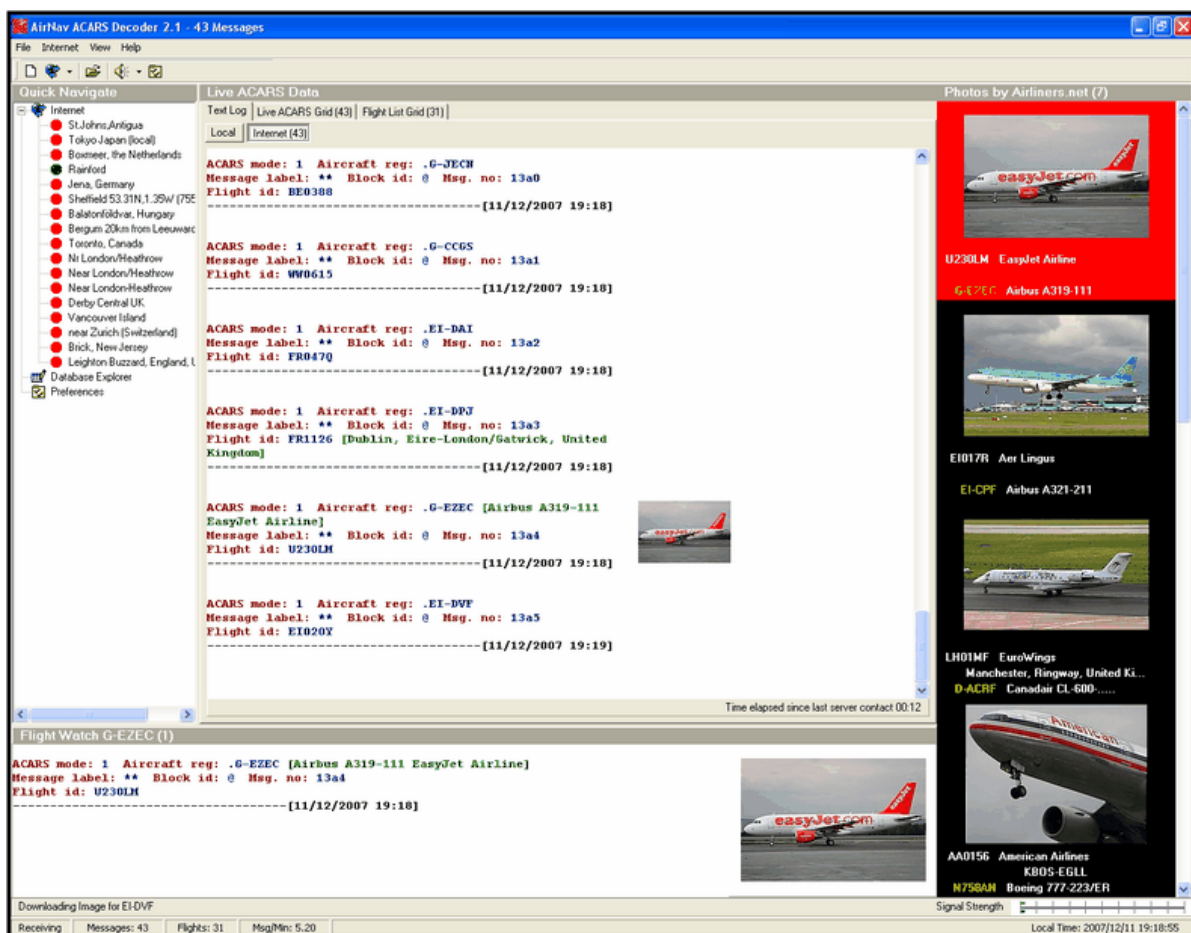 AirNav ACARS Decoder 2.1 - 43 Messages
File Internet View Help
Quick Navigate
Internet
St.Johns,Antigua
Tokyo Japan (local)
Boxmeer, the Netherlands
Rainford
Jena, Germany
Sheffield 53.31N,1.35W (755
Balatonföldvar, Hungary
Bergum 20km from Leeuward
Toronto, Canada
Nr London/Heathrow
Near London/Heathrow
Near London-Heathrow
Derby Central UK
Vancouver Island
near Zurich (Switzerland)
Brick, New Jersey
Leighton Buzzard, England, U
Database Explorer
Preferences
Live ACARS Data
Text Log Live ACARS Grid (43) Flight List Grid (31)
Local Internet (43)
ACARS mode: 1 Aircraft reg: .G-JECN
Message label: ** Block id: @ Msg. no: 13a0
Flight id: BE0388
-----------------------------------[11/12/2007 19:18]
ACARS mode: 1 Aircraft reg: .G-CCGS
Message label: ** Block id: @ Msg. no: 13a1
Flight id: WW0615
-----------------------------------[11/12/2007 19:18]
ACARS mode: 1 Aircraft reg: .EI-DAI
Message label: ** Block id: @ Msg. no: 13a2
Flight id: FR047Q
-----------------------------------[11/12/2007 19:18]
ACARS mode: 1 Aircraft reg: .EI-DPJ
Message label: ** Block id: @ Msg. no: 13a3
Flight id: FR1126 [Dublin, Eire-London/Gatwick, United
Kingdom]
-----------------------------------[11/12/2007 19:18]
ACARS mode: 1 Aircraft reg: .G-EZEC [Airbus A319-111
EasyJet Airline]
Message label: ** Block id: @ Msg. no: 13a4
Flight id: U230LM
-----------------------------------[11/12/2007 19:18]
easyJet.com
ACARS mode: 1 Aircraft reg: .EI-DVF
Message label: ** Block id: @ Msg. no: 13a5
Flight id: EI020Y
-----------------------------------[11/12/2007 19:19]
Time elapsed since last server contact 00:12
Photos by Airliners.net (7)
easyJet.com
easyJet
U230LM EasyJet Airline
G-EZEC Airbus A319-111
EI017R Aer Lingus
EI-CPF Airbus A321-211
LH01MF EuroWings
Manchester, Ringway, United Ki...
D-ACRF Canadair CL-600-.....
American
AA0156 American Airlines
KBOS-EGLL
N758AN Boeing 777-223/ER
Flight Watch G-EZEC (1)
ACARS mode: 1 Aircraft reg: .G-EZEC [Airbus A319-111 EasyJet Airline]
Message label: ** Block id: @ Msg. no: 13a4
Flight id: U230LM
-----------------------------------[11/12/2007 19:18]
easyJet.com
easyJet
Downloading Image for EI-DVF
Signal Strength
Receiving Messages: 43 Flights: 31 Msg/Min: 5.20
Local Time: 2007/12/11 19:18:55